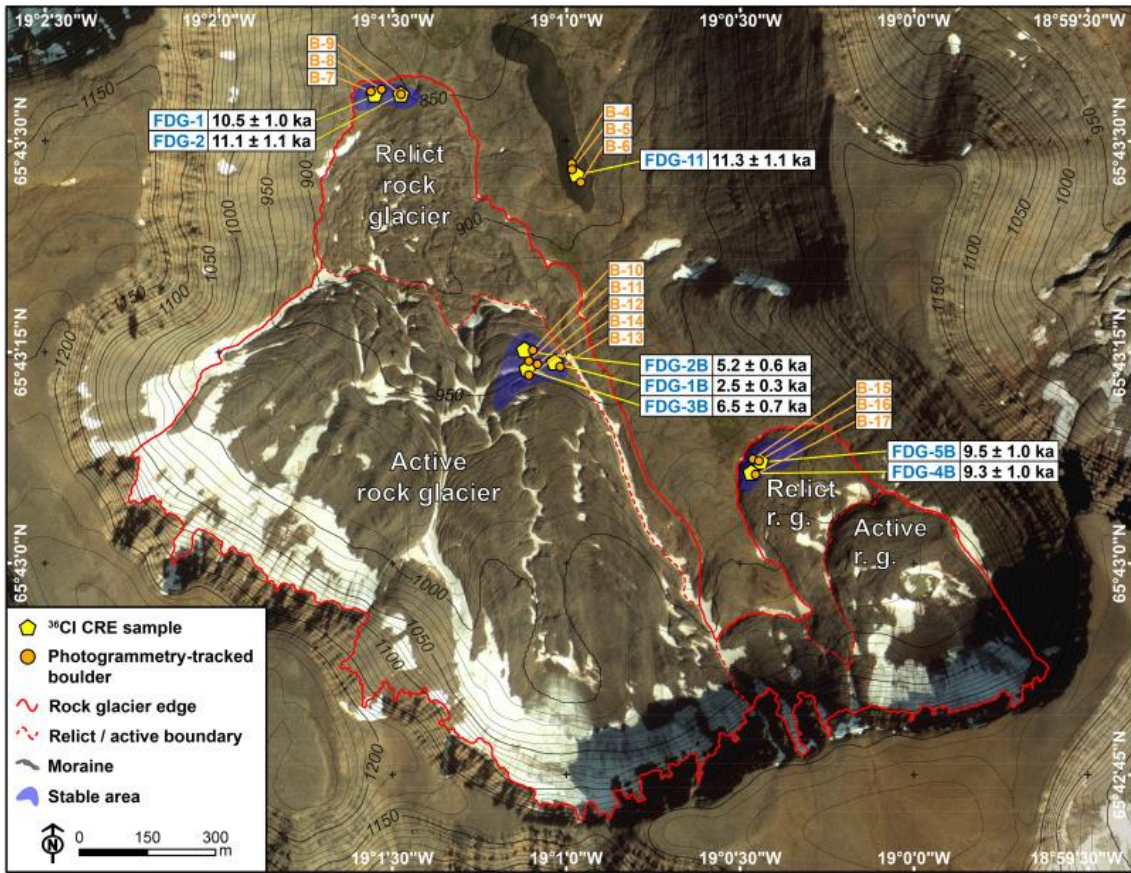 19°2'30"W 19°2'0"W 19°1'30"W 19°1'0"W 19°0'30"W 19°0'0"W 18°59'30"W
65°43'30"N
65°43'15"N
65°43'0"N
65°42'45"N
1150
B-9
B-8
B-7
850
FDG-1 10.5 ± 1.0 ka
FDG-2 11.1 ± 1.1 ka
B-4
B-5
B-6
FDG-11 11.3 ± 1.1 ka
950
65°43'30"N
Relict
rock
glacier
900
950
1000
1050
1100
1150
1200
900
1000
1050
1100
1150
B-10
B-11
B-12
B-14
B-13
65°43'15"N
FDG-2B 5.2 ± 0.6 ka
FDG-1B 2.5 ± 0.3 ka
FDG-3B 6.5 ± 0.7 ka
950
B-15
B-16
B-17
FDG-5B 9.5 ± 1.0 ka
FDG-4B 9.3 ± 1.0 ka
Active
rock glacier
Relict
r. g.
Active
r. g.
65°43'0"N
1000
1050
1100
1200
1150
65°42'45"N
³⁶Cl CRE sample
Photogrammetry-tracked
boulder
Rock glacier edge
Relict / active boundary
Moraine
Stable area
N
0 150 300
m
19°1'30"W 19°1'0"W 19°0'30"W 19°0'0"W 18°59'30"W